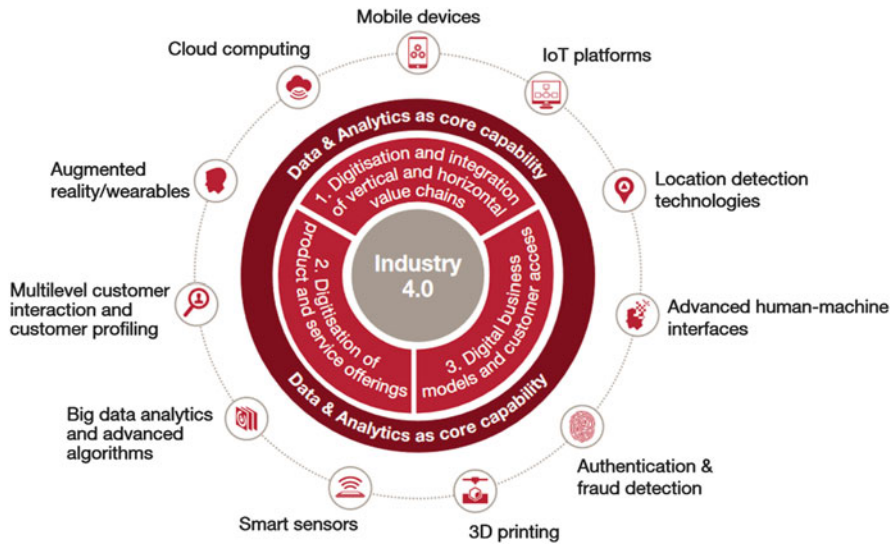 Mobile devices
Cloud computing
IoT platforms
Data & Analytics as core capability
1. Digitisation and integration
of vertical and horizontal
value chains
Augmented
reality/wearables
Location detection
technologies
Industry
4.0
2. Digitisation of
product and service offerings
3. Digital business
models and customer access
Multilevel customer
interaction and
customer profiling
Advanced human-machine
interfaces
Data & Analytics as core capability
Big data analytics
and advanced
algorithms
Authentication &
fraud detection
Smart sensors
3D printing